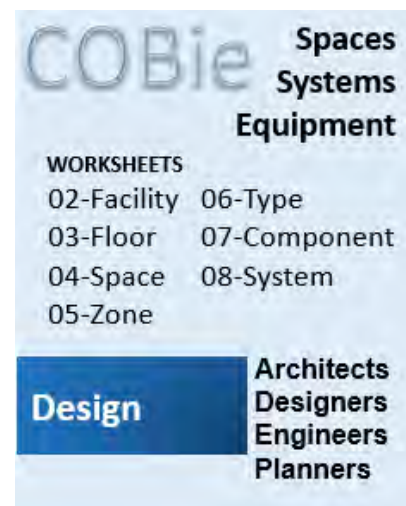 COBie
Spaces
Systems
Equipment
WORKSHEETS
02-Facility 06-Type
03-Floor 07-Component
04-Space 08-System
05-Zone
Design
Architects
Designers
Engineers
Planners